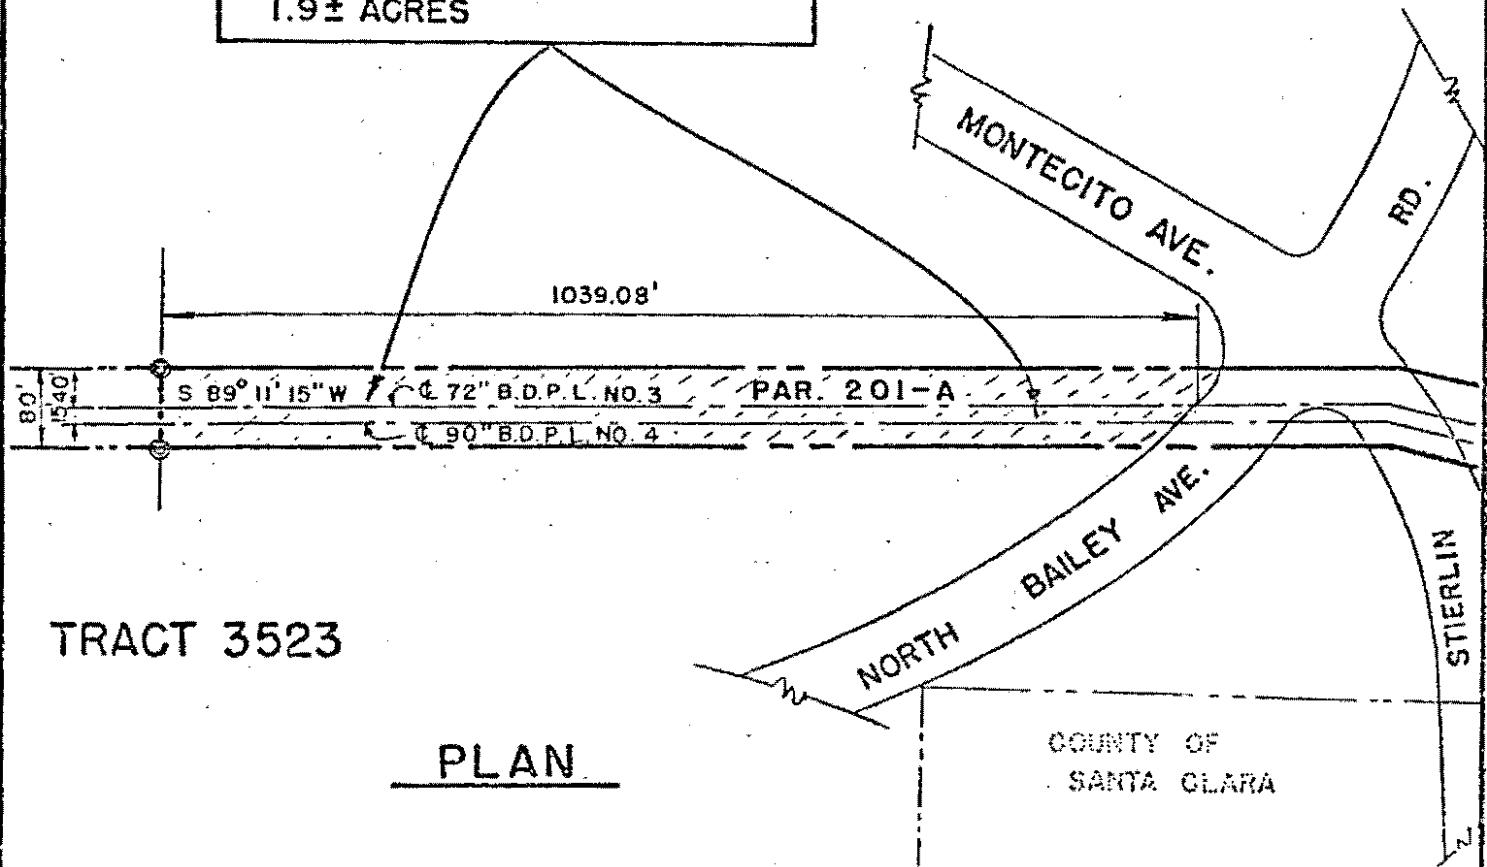 1.9± ACRES
MONTECITO AVE.
RD.
1039.08'
80'
15'
40'
S 89° 11' 15" W
℄ 72" B.D.P.L. NO. 3
PAR. 201-A
℄ 90" B.D.P.L. NO. 4
NORTH BAILEY AVE.
STIERLIN
TRACT 3523
PLAN
COUNTY OF
SANTA CLARA